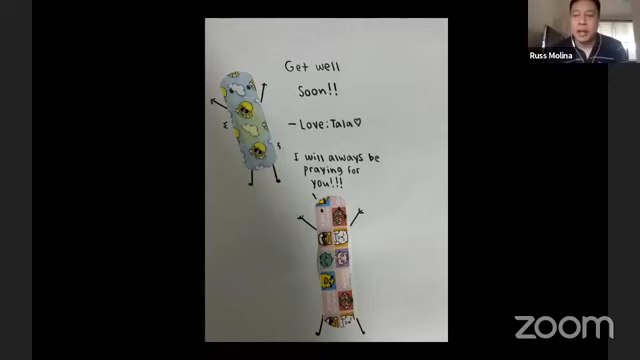 Russ Molina
Get well
Soon!!
- Love: Tala♡
I will always be
praying for
you!!!
zoom